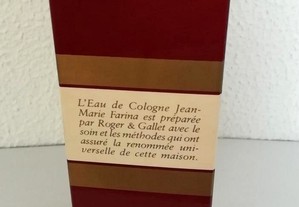 L'Eau de Cologne Jean-
Marie Farina est préparée
par Roger & Gallet avec le
soin et les méthodes qui ont
assuré la renommée uni-
verselle de cette maison.